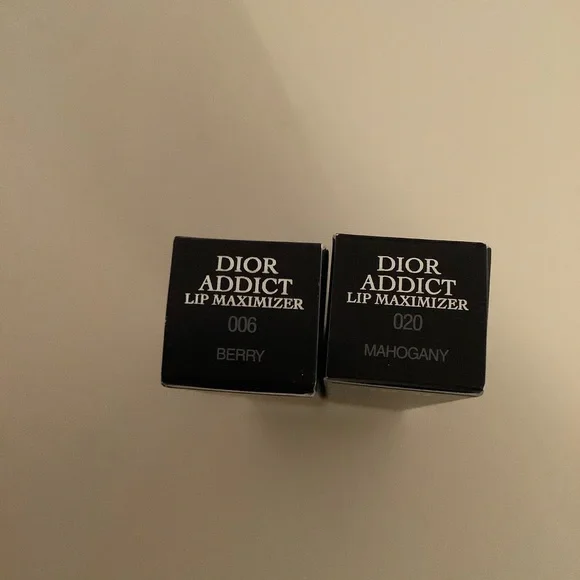 DIOR
ADDICT
LIP MAXIMIZER
006
BERRY
DIOR
ADDICT
LIP MAXIMIZER
020
MAHOGANY